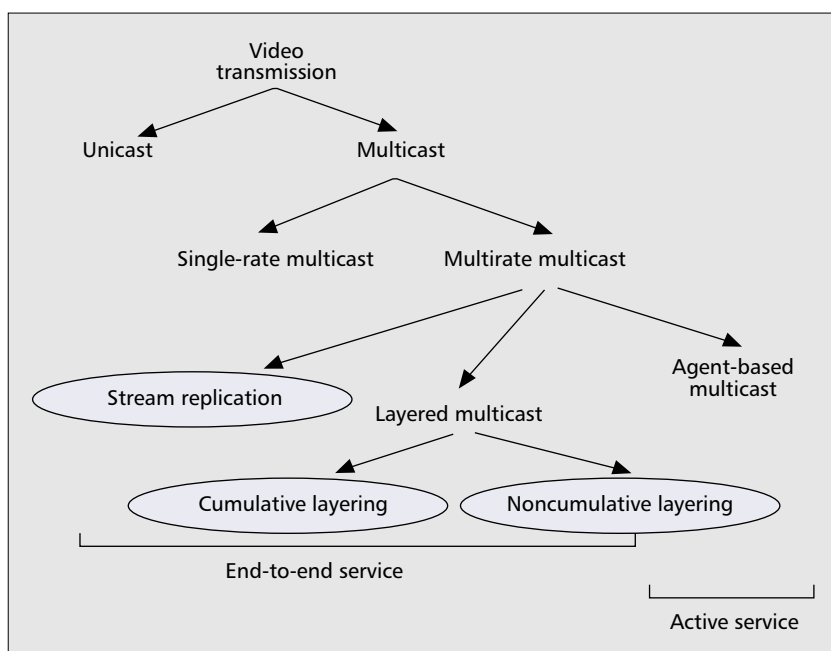 Video
transmission
Unicast
Multicast
Single-rate multicast
Multirate multicast
Agent-based
multicast
Stream replication
Layered multicast
Cumulative layering
Noncumulative layering
End-to-end service
Active service